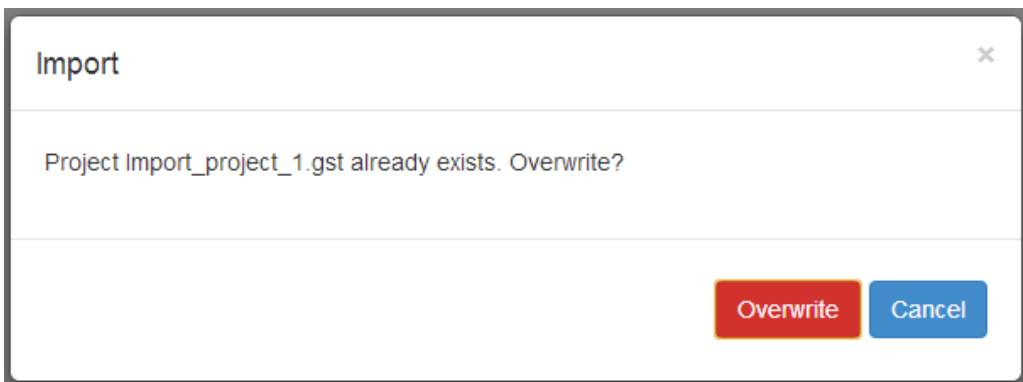 Import
×
Project Import_project_1.gst already exists. Overwrite?
Overwrite
Cancel